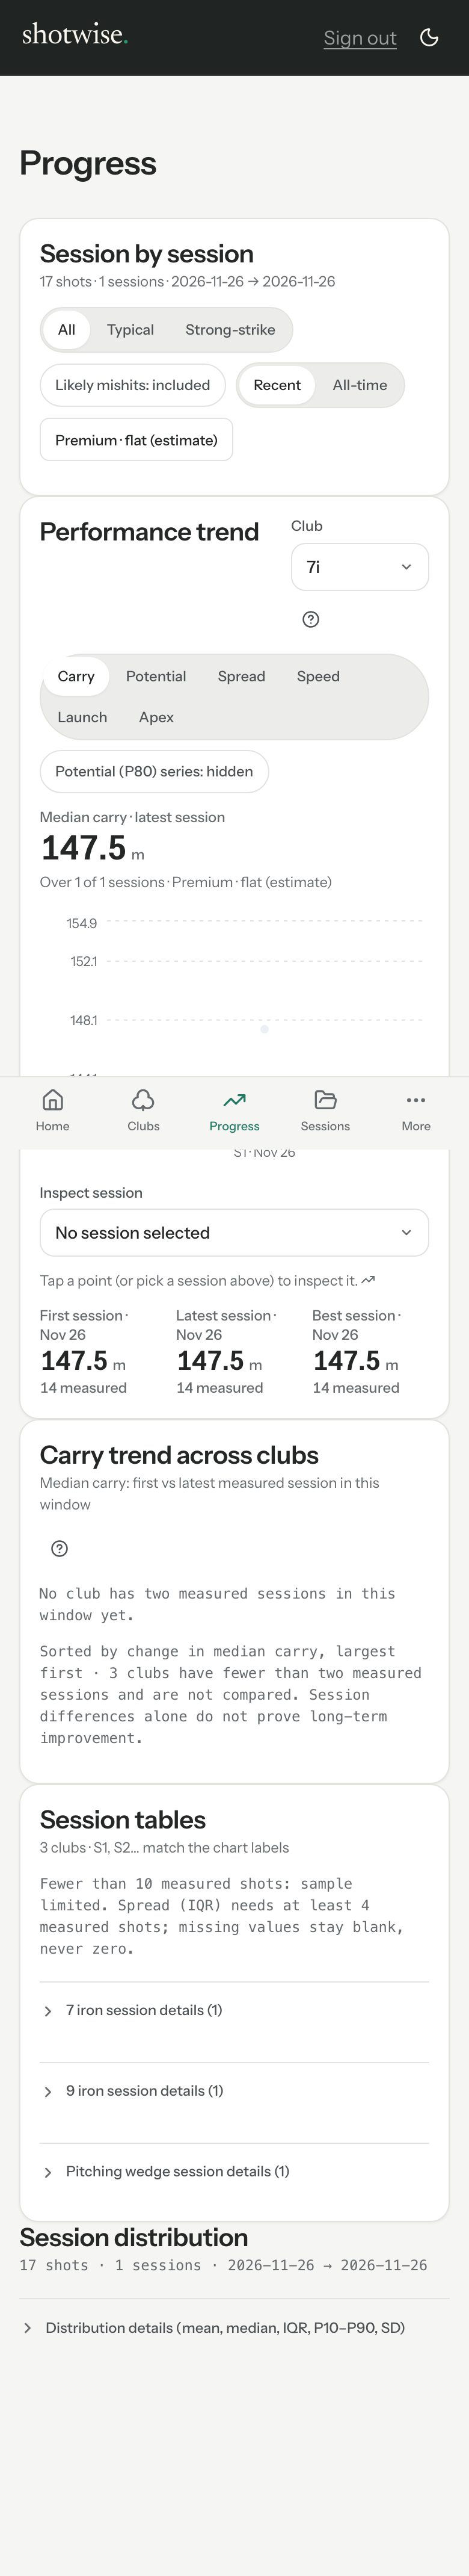 shotwise.
Sign out
Progress
Session by session
17 shots · 1 sessions · 2026-11-26 → 2026-11-26
All Typical Strong-strike
Likely mishits: included Recent All-time
Premium · flat (estimate)
Performance trend
Club
7i
Carry Potential Spread Speed
Launch Apex
Potential (P80) series: hidden
Median carry · latest session
147.5 m
Over 1 of 1 sessions · Premium · flat (estimate)
154.9
152.1
148.1
Home Clubs Progress Sessions More
S1 · Nov 26
Inspect session
No session selected
Tap a point (or pick a session above) to inspect it.
First session · Nov 26
147.5 m
14 measured
Latest session · Nov 26
147.5 m
14 measured
Best session · Nov 26
147.5 m
14 measured
Carry trend across clubs
Median carry: first vs latest measured session in this
window
No club has two measured sessions in this
window yet.
Sorted by change in median carry, largest
first · 3 clubs have fewer than two measured
sessions and are not compared. Session
differences alone do not prove long-term
improvement.
Session tables
3 clubs · S1, S2… match the chart labels
Fewer than 10 measured shots: sample
limited. Spread (IQR) needs at least 4
measured shots; missing values stay blank,
never zero.
7 iron session details (1)
9 iron session details (1)
Pitching wedge session details (1)
Session distribution
17 shots · 1 sessions · 2026-11-26 → 2026-11-26
Distribution details (mean, median, IQR, P10–P90, SD)